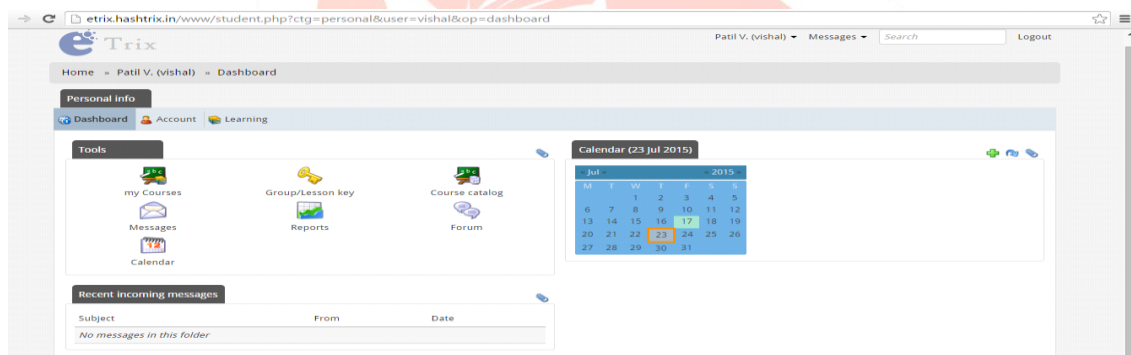 etrix.hashtrix.in/www/student.php?ctg=personal&user=vishal&op=dashboard
e Trix
Patil V. (vishal) Messages Search Logout
Home » Patil V. (vishal) » Dashboard
Personal info
Dashboard Account Learning
Tools
my Courses Group/Lesson key Course catalog
Messages Reports Forum
12
Calendar
Calendar (23 Jul 2015)
« Jul » « 2015 »
M T W T F S S
1 2 3 4 5
6 7 8 9 10 11 12
13 14 15 16 17 18 19
20 21 22 23 24 25 26
27 28 29 30 31
Recent incoming messages
Subject From Date
No messages in this folder